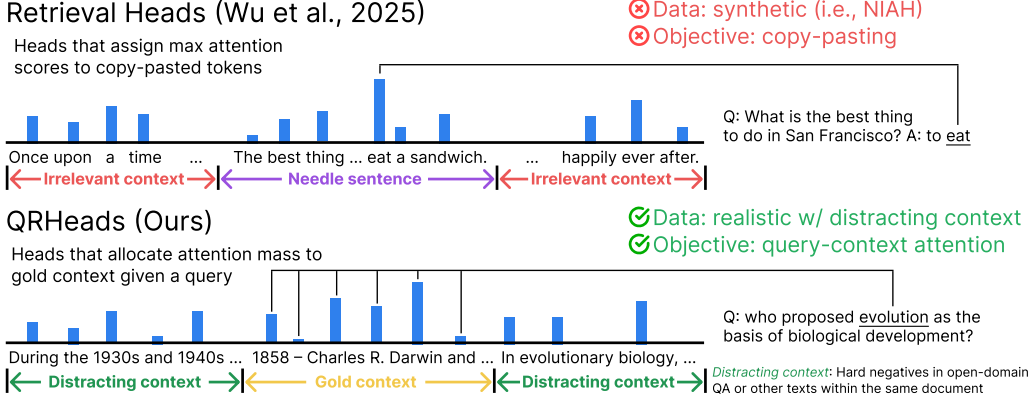 Retrieval Heads (Wu et al., 2025)
Data: synthetic (i.e., NIAH)
Objective: copy-pasting
Heads that assign max attention
scores to copy-pasted tokens
Q: What is the best thing
to do in San Francisco? A: to eat
Once upon a time ... The best thing ... eat a sandwich. ... happily ever after.
Irrelevant context Needle sentence Irrelevant context
QRHeads (Ours)
Data: realistic w/ distracting context
Objective: query-context attention
Heads that allocate attention mass to
gold context given a query
Q: who proposed evolution as the
basis of biological development?
During the 1930s and 1940s ... 1858 – Charles R. Darwin and ... In evolutionary biology, ...
Distracting context Gold context Distracting context
Distracting context: Hard negatives in open-domain
QA or other texts within the same document